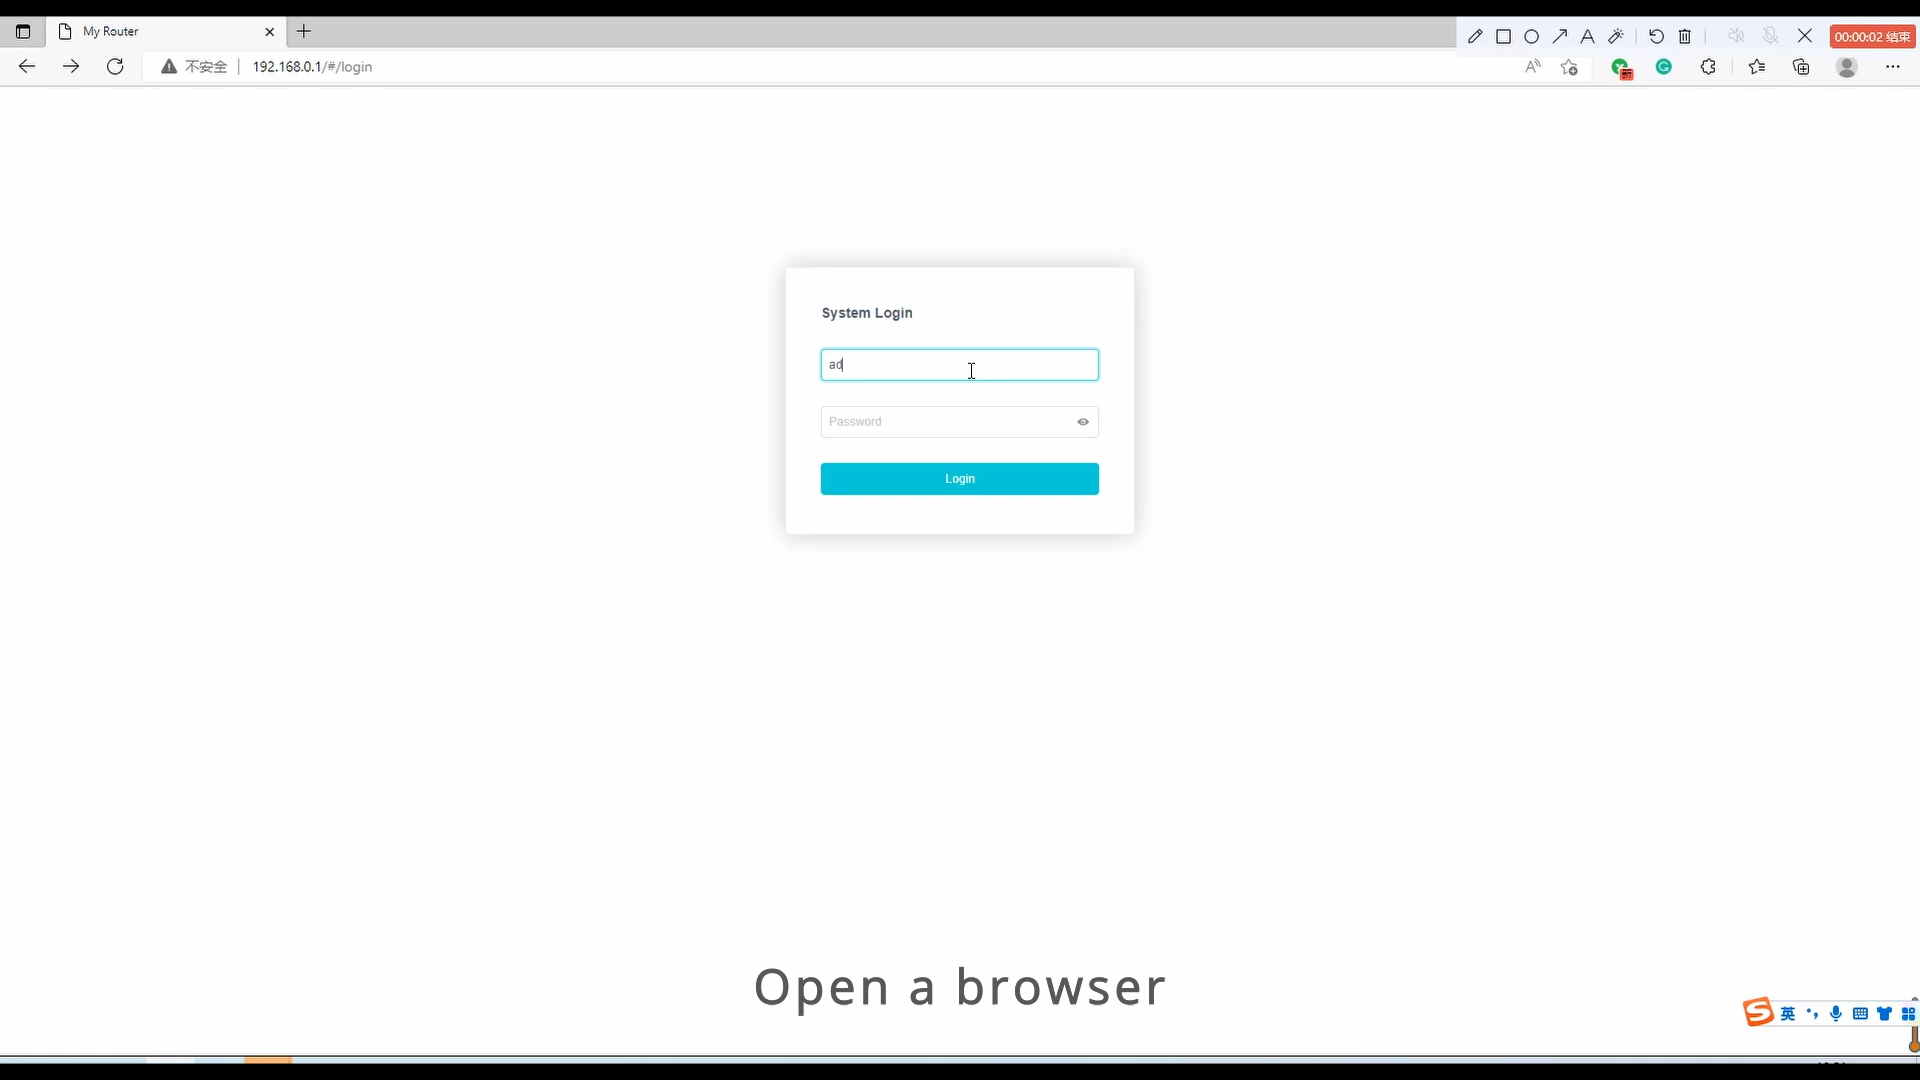 My Router
00:00:02 结束
不安全
192.168.0.1/#/login
System Login
ad
Password
Login
Open a browser
英